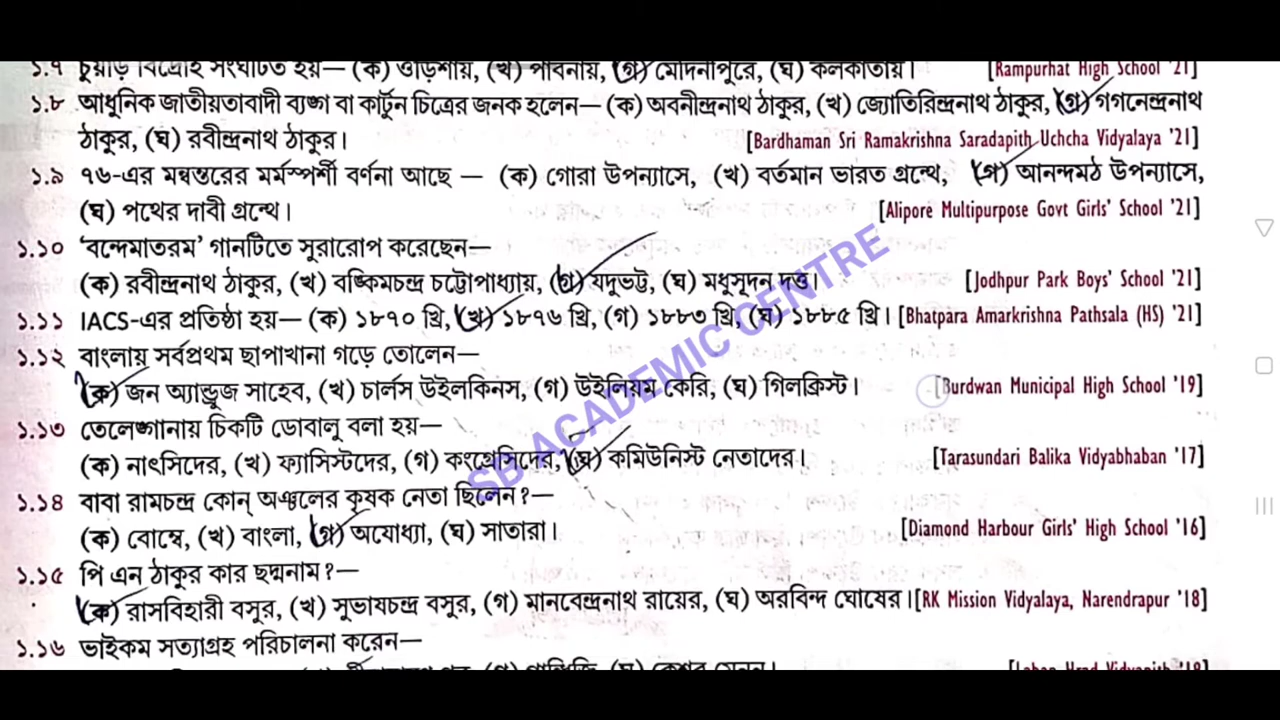 ১.৭ চুয়াড় বিদ্রোহ সংঘটিত হয়— (ক) ওড়িশায়, (খ) পাবনায়, (গ) মেদিনীপুরে, (ঘ) কলকাতায়। [Rampurhat High School '21]
১.৮ আধুনিক জাতীয়তাবাদী ব্যঙ্গ বা কার্টুন চিত্রের জনক হলেন— (ক) অবনীন্দ্রনাথ ঠাকুর, (খ) জ্যোতিরিন্দ্রনাথ ঠাকুর, (গ) গগনেন্দ্রনাথ
ঠাকুর, (ঘ) রবীন্দ্রনাথ ঠাকুর। [Bardhaman Sri Ramakrishna Saradapith Uchcha Vidyalaya '21]
১.৯ ৭৬-এর মন্বন্তরের মর্মস্পর্শী বর্ণনা আছে — (ক) গোরা উপন্যাসে, (খ) বর্তমান ভারত গ্রন্থে, (গ) আনন্দমঠ উপন্যাসে,
(ঘ) পথের দাবী গ্রন্থে। [Alipore Multipurpose Govt Girls' School '21]
১.১০ 'বন্দেমাতরম' গানটিতে সুরারোপ করেছেন—
(ক) রবীন্দ্রনাথ ঠাকুর, (খ) বঙ্কিমচন্দ্র চট্টোপাধ্যায়, (গ) যদুভট্ট, (ঘ) মধুসূদন দত্ত। [Jodhpur Park Boys' School '21]
১.১১ IACS-এর প্রতিষ্ঠা হয়— (ক) ১৮৭০ খ্রি, (খ) ১৮৭৬ খ্রি, (গ) ১৮৮৩ খ্রি, (ঘ) ১৮৮৫ খ্রি। [Bhatpara Amarkrishna Pathsala (HS) '21]
১.১২ বাংলায় সর্বপ্রথম ছাপাখানা গড়ে তোলেন—
(ক) জন অ্যান্ড্রুজ সাহেব, (খ) চার্লস উইলকিনস, (গ) উইলিয়ম কেরি, (ঘ) গিলক্রিস্ট। [Burdwan Municipal High School '19]
১.১৩ তেলেঙ্গানায় চিকটি ডোবালু বলা হয়—
(ক) নাৎসিদের, (খ) ফ্যাসিস্টদের, (গ) কংগ্রেসিদের, (ঘ) কমিউনিস্ট নেতাদের। [Tarasundari Balika Vidyabhaban '17]
১.১৪ বাবা রামচন্দ্র কোন্ অঞ্চলের কৃষক নেতা ছিলেন?—
(ক) বোম্বে, (খ) বাংলা, (গ) অযোধ্যা, (ঘ) সাতারা। [Diamond Harbour Girls' High School '16]
১.১৫ পি এন ঠাকুর কার ছদ্মনাম?—
(ক) রাসবিহারী বসুর, (খ) সুভাষচন্দ্র বসুর, (গ) মানবেন্দ্রনাথ রায়ের, (ঘ) অরবিন্দ ঘোষের। [RK Mission Vidyalaya, Narendrapur '18]
১.১৬ ভাইকম সত্যাগ্রহ পরিচালনা করেন—
SB ACADEMIC CENTRE